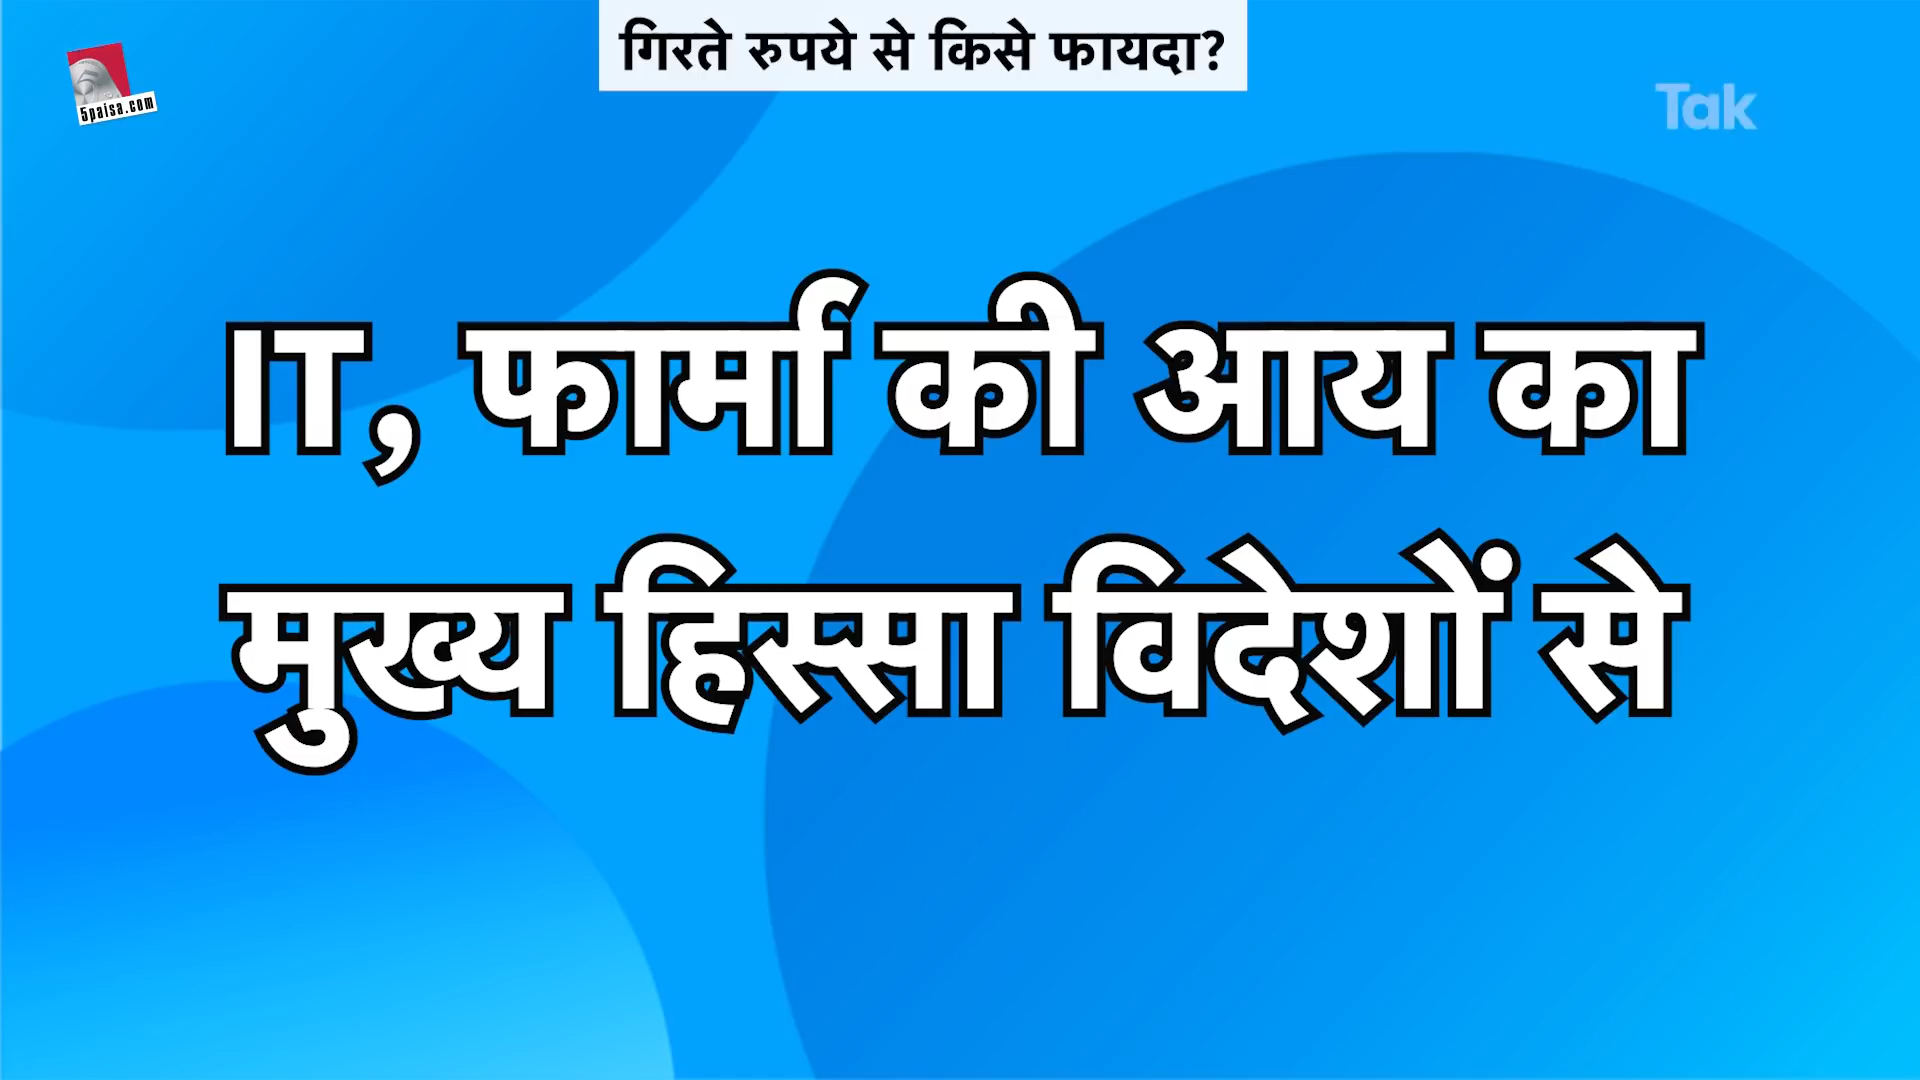 गिरते रुपये से किसे फायदा?
5paisa.com
Tak
IT, फार्मा की आय का
मुख्य हिस्सा विदेशों से